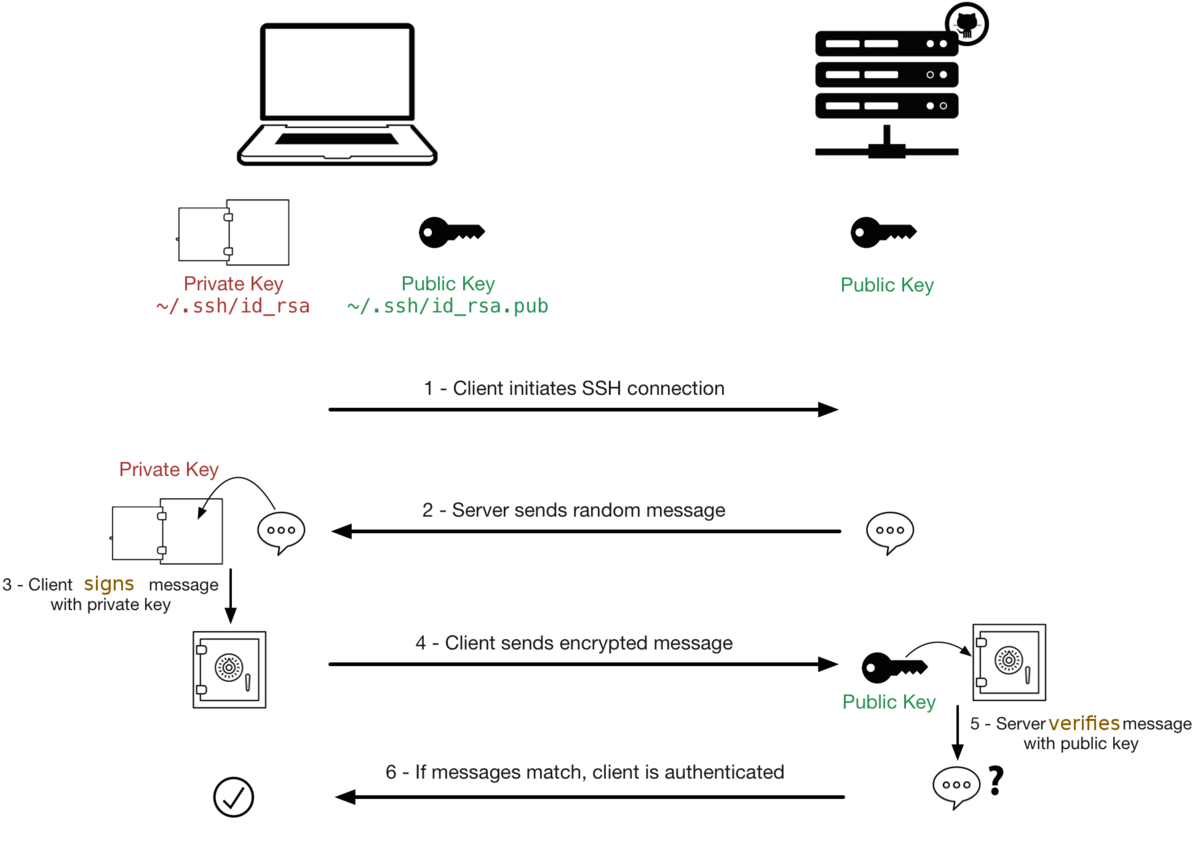 Private Key
~/.ssh/id_rsa
Public Key
~/.ssh/id_rsa.pub
Public Key
1 - Client initiates SSH connection
Private Key
2 - Server sends random message
3 - Client signs message
with private key
4 - Client sends encrypted message
Public Key
5 - Server verifies message
with public key
?
6 - If messages match, client is authenticated